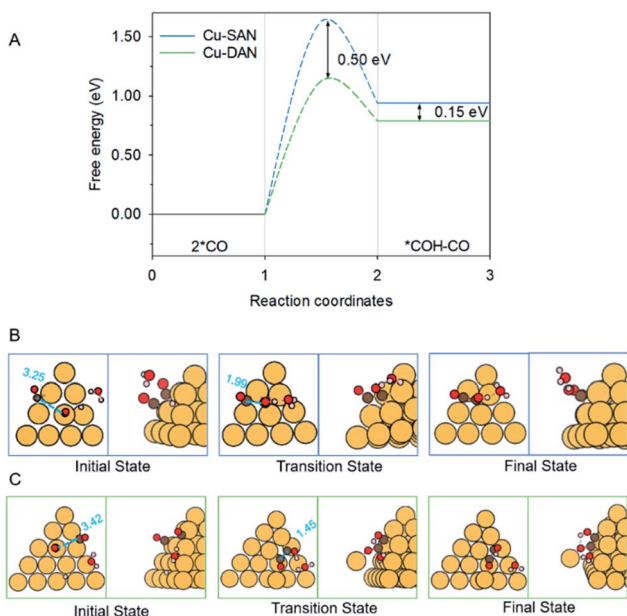 A
Cu-SAN
Cu-DAN
1.50
1.00
0.50
0.00
Free energy (eV)
0.50 eV
0.15 eV
2*CO
*COH-CO
0 1 2 3
Reaction coordinates
B
3.25
1.99
Initial State Transition State Final State
C
3.42
1.45
Initial State Transition State Final State